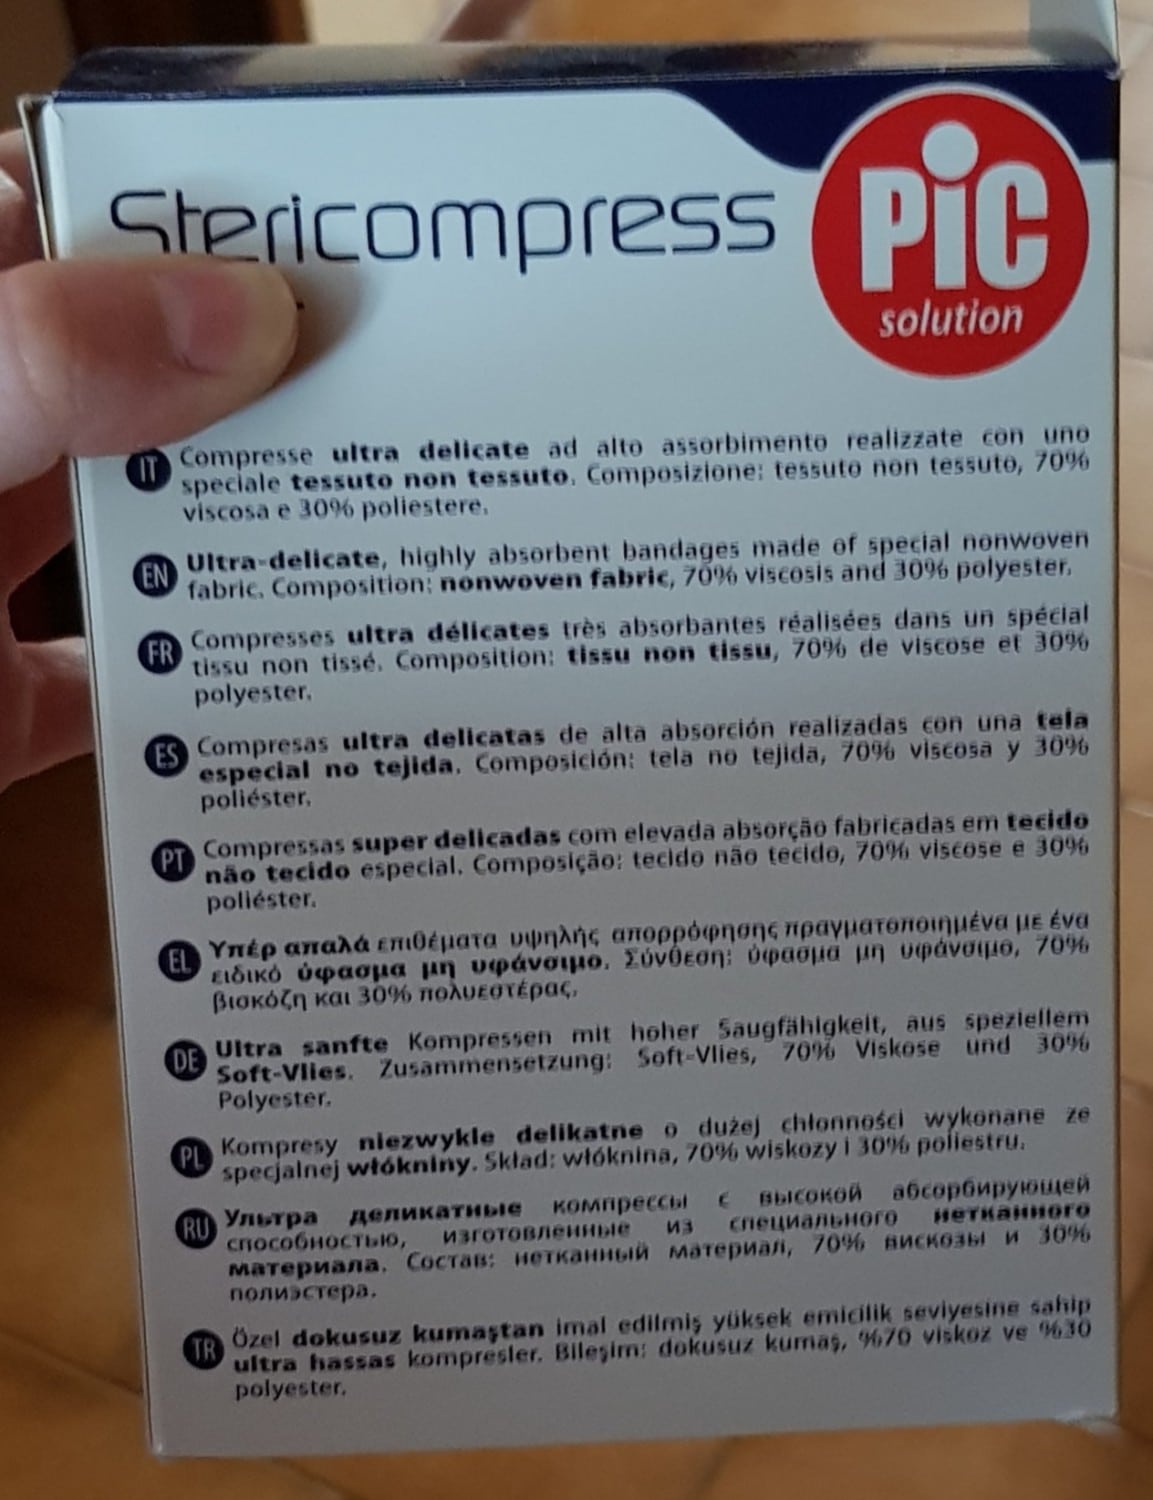 Stericompress
PiC
solution
IT Compresse ultra delicate ad alto assorbimento realizzate con uno
speciale tessuto non tessuto. Composizione: tessuto non tessuto, 70%
viscosa e 30% poliestere.
EN Ultra-delicate, highly absorbent bandages made of special nonwoven
fabric. Composition: nonwoven fabric, 70% viscosis and 30% polyester.
FR Compresses ultra délicates très absorbantes réalisées dans un spécial
tissu non tissé. Composition: tissu non tissu, 70% de viscose et 30%
polyester.
ES Compresas ultra delicatas de alta absorción realizadas con una tela
especial no tejida. Composición: tela no tejida, 70% viscosa y 30%
poliéster.
PT Compressas super delicadas com elevada absorção fabricadas em tecido
não tecido especial. Composição: tecido não tecido, 70% viscose e 30%
poliéster.
EL Υπέρ απαλά επιθέματα υψηλής απορρόφησης πραγματοποιημένα με ένα
ειδικό ύφασμα μη υφάνσιμο. Σύνθεση: ύφασμα μη υφάνσιμο, 70%
βισκόζη και 30% πολυεστέρας.
DE Ultra sanfte Kompressen mit hoher Saugfähigkeit, aus speziellem
Soft-Vlies. Zusammensetzung: Soft-Vlies, 70% Viskose und 30%
Polyester.
PL Kompresy niezwykle delikatne o dużej chłonności wykonane ze
specjalnej włókniny. Skład: włóknina, 70% wiskozy i 30% poliestru.
RU Ультра деликатные компрессы с высокой абсорбирующей
способностью, изготовленные из специального нетканного
материала. Состав: нетканный материал, 70% вискозы и 30%
полиэстера.
TR Özel dokusuz kumaştan imal edilmiş yüksek emicilik seviyesine sahip
ultra hassas kompresler. Bileşim: dokusuz kumaş, %70 viskoz ve %30
polyester.